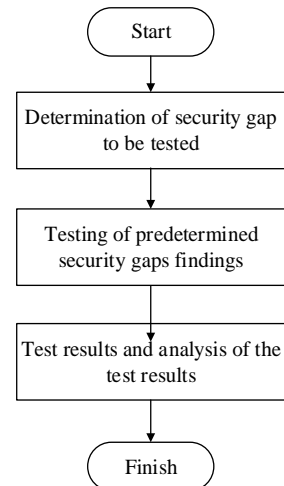 Start
Determination of security gap
to be tested
Testing of predetermined
security gaps findings
Test results and analysis of the
test results
Finish